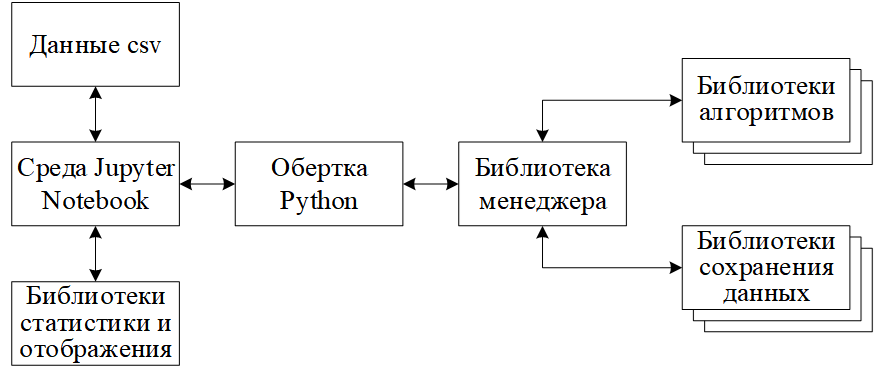 Данные csv
Среда Jupyter
Notebook
Библиотеки
статистики и
отображения
Обертка
Python
Библиотека
менеджера
Библиотеки
алгоритмов
Библиотеки
сохранения
данных